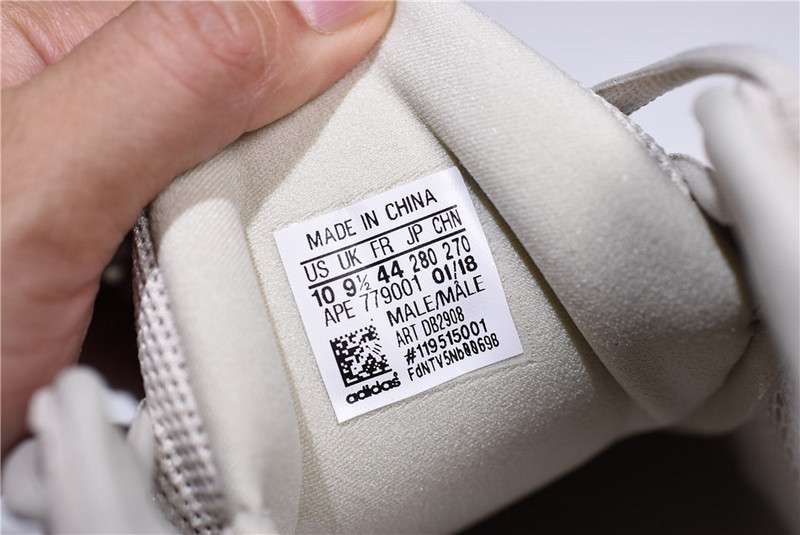 MADE IN CHINA
US UK FR JP CHN
10 9½ 44 280 270
APE 779001 01/18
MALE/MÂLE
ART DB2908
#119515001
FdNTV5Nb00698
adidas®